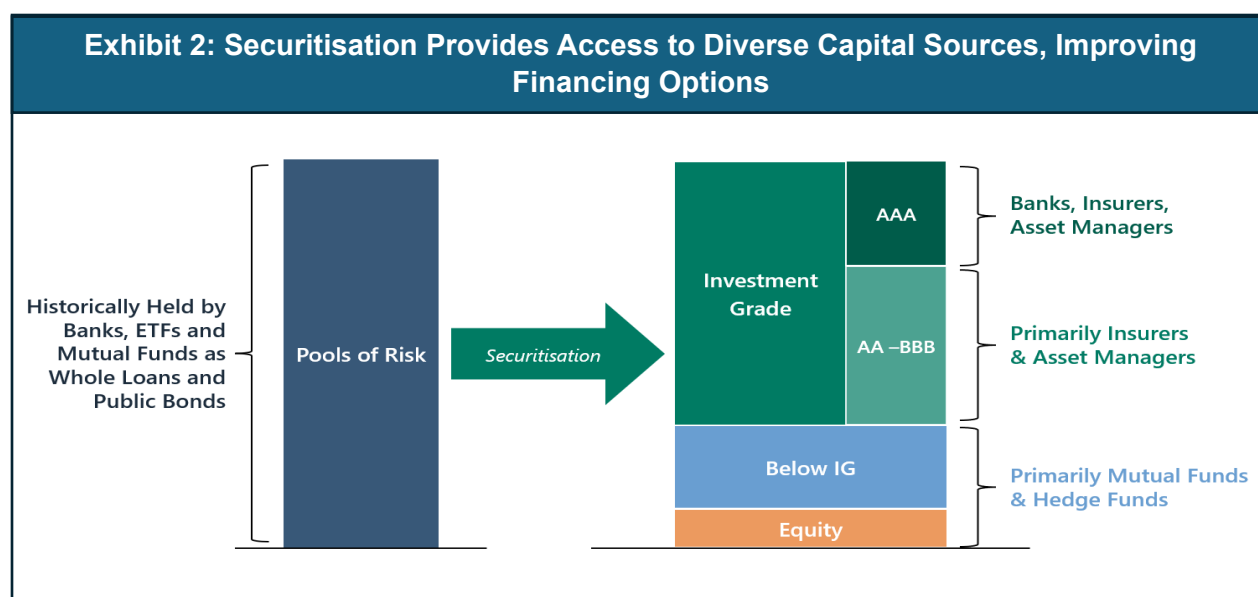 Exhibit 2: Securitisation Provides Access to Diverse Capital Sources, Improving
Financing Options
Historically Held by
Banks, ETFs and
Mutual Funds as
Whole Loans and
Public Bonds
Pools of Risk
Securitisation
Investment
Grade
AAA
AA –BBB
Below IG
Equity
Banks, Insurers,
Asset Managers
Primarily Insurers
& Asset Managers
Primarily Mutual Funds
& Hedge Funds